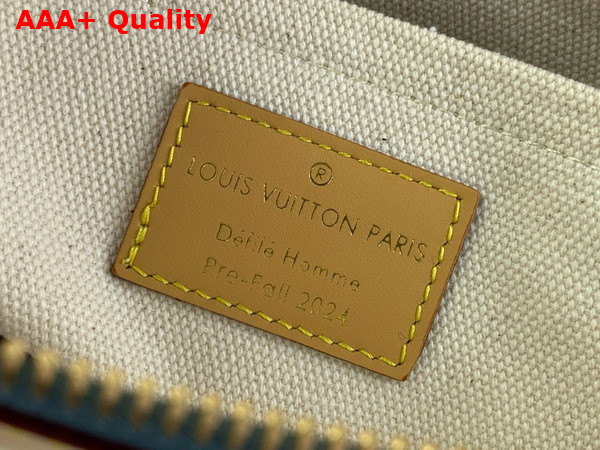 AAA+ Quality
®
LOUIS VUITTON PARIS
Défilé Homme
Pre-Fall 2024